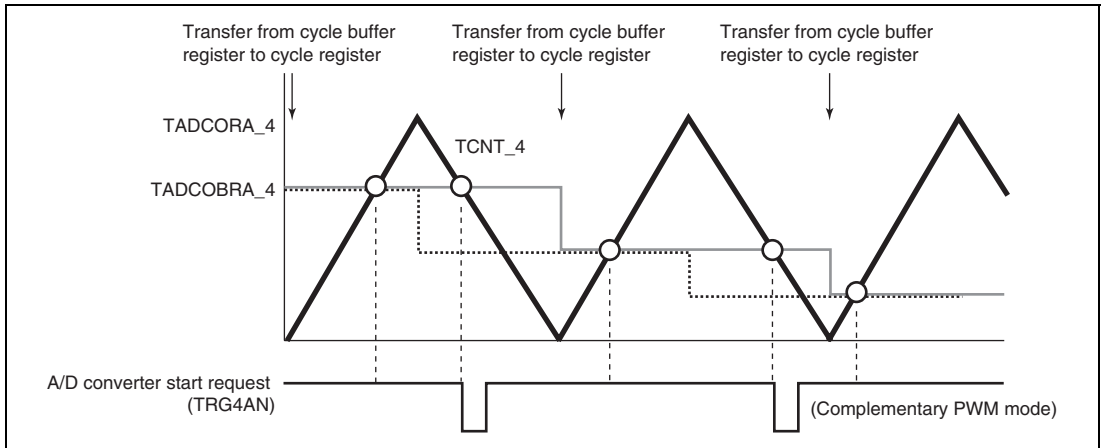 Transfer from cycle buffer
register to cycle register
Transfer from cycle buffer
register to cycle register
Transfer from cycle buffer
register to cycle register
TADCORA_4
TCNT_4
TADCOBRA_4
A/D converter start request
(TRG4AN)
(Complementary PWM mode)